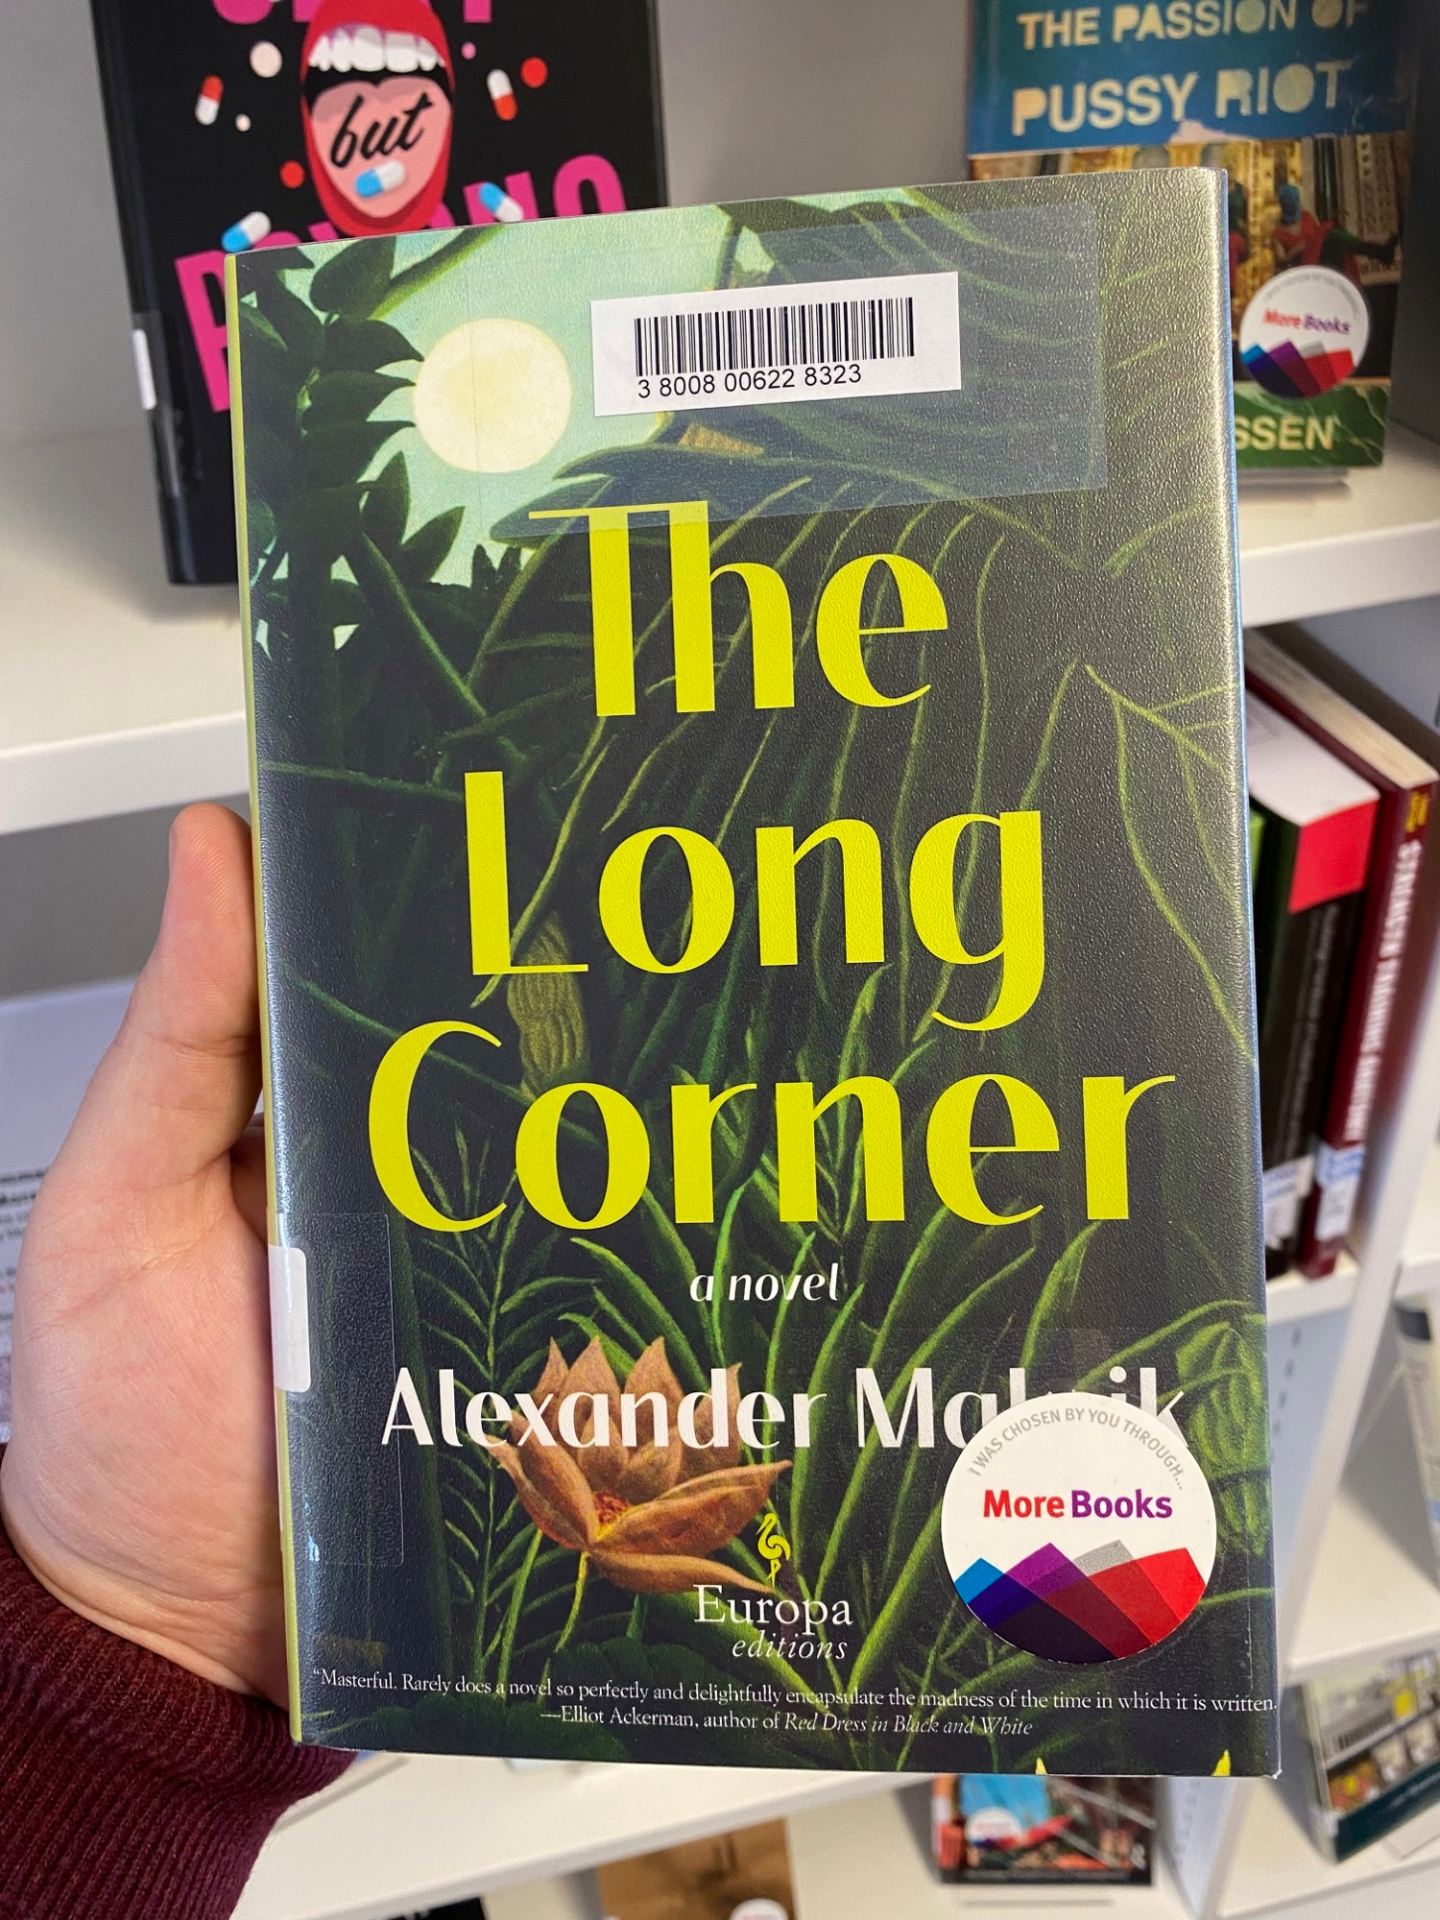 but
THE PASSION OF
PUSSY RIOT
More Books
SSEN
3 8008 00622 8323
The
Long
Corner
a novel
Alexander
I WAS CHOSEN BY YOU THROUGH...
More Books
Europa
editions
"Masterful. Rarely does a novel so perfectly and delightfully encapsulate the madness of the time in which it is written.
—Elliot Ackerman, author of Red Dress in Black and White